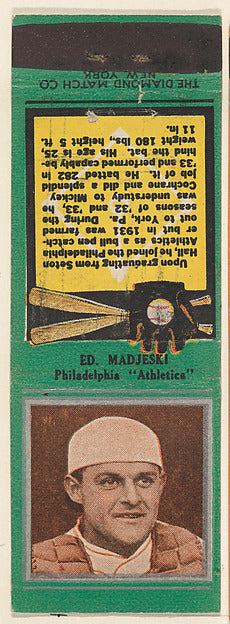 THE DIAMOND MATCH CO.
NEW YORK
Upon graduating from Seton
Hall, he joined the Philadelphia
Athletics as a bull pen catch-
er but in 1931 was farmed
out to York, Pa. During the
seasons of '32 and '33, he
was understudy to Mickey
Cochrane and did a splendid
job of it. He batted .282 in
'33 and performed capably be-
hind the bat. His age is 25,
weight 180 lbs., height 5 ft.
11 in.
ED. MADJESKI
Philadelphia "Athletics"